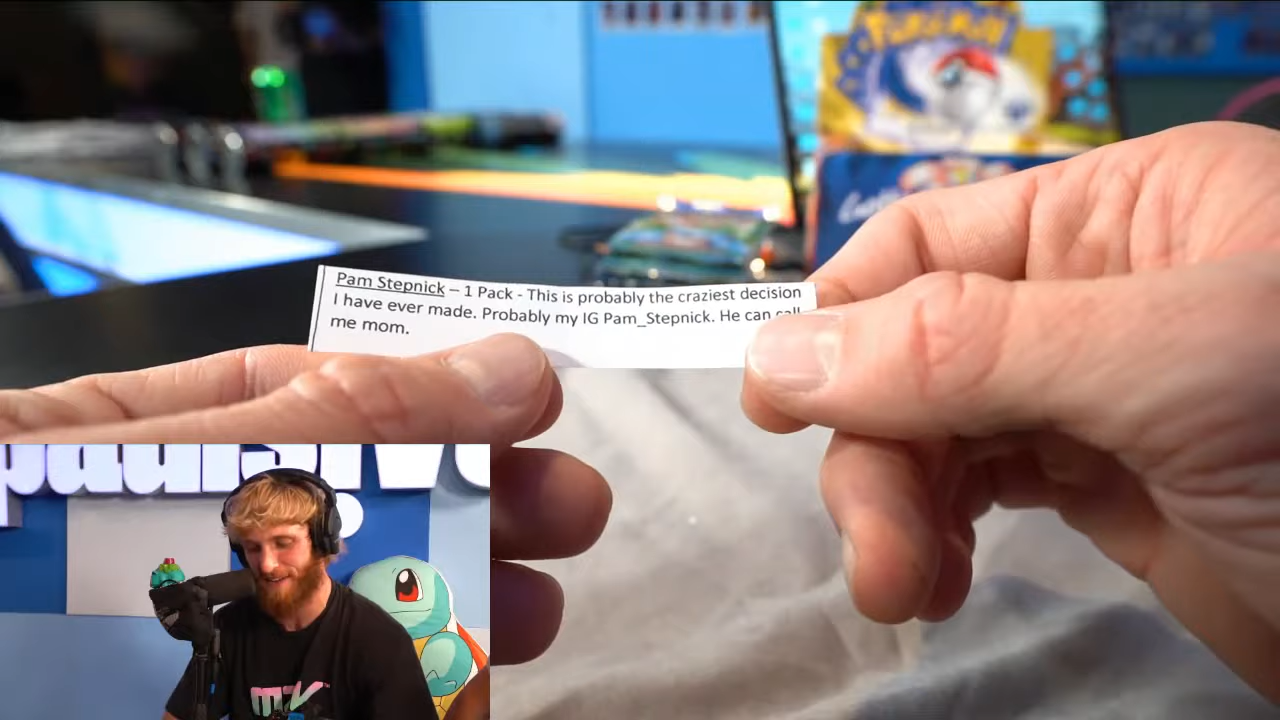 POKÉMON
Pam Stepnick – 1 Pack - This is probably the craziest decision
I have ever made. Probably my IG Pam_Stepnick. He can call
me mom.